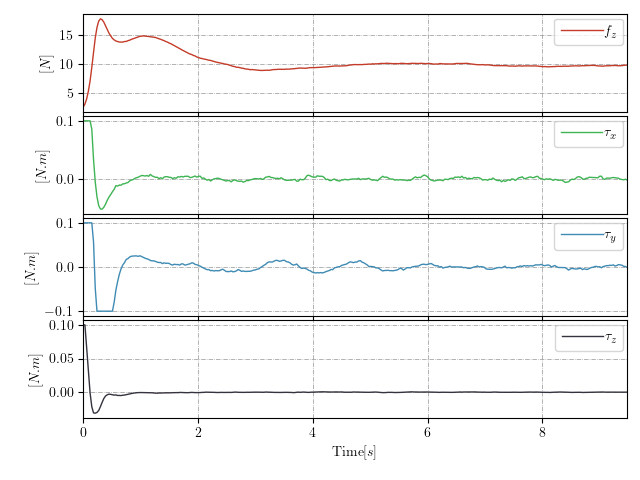 [N]
15
10
5
f_z
[N.m]
0.1
0.0
τ_x
[N.m]
0.1
0.0
−0.1
τ_y
[N.m]
0.10
0.05
0.00
τ_z
0 2 4 6 8
Time[s]